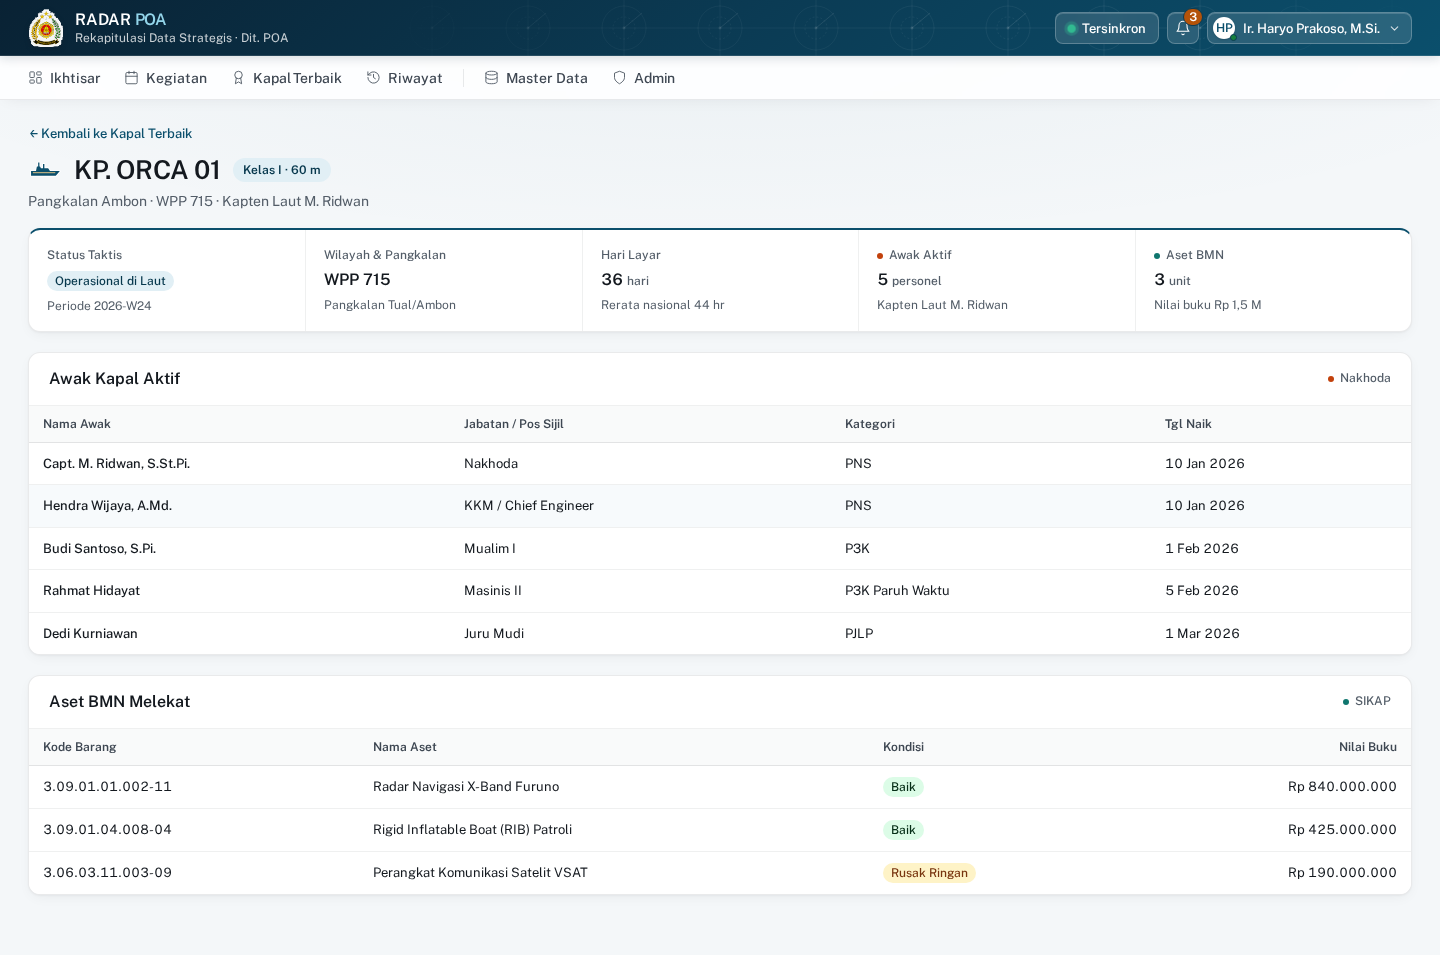 RADAR POA
Rekapitulasi Data Strategis · Dit. POA
Tersinkron
3
HP
Ir. Haryo Prakoso, M.Si.
Ikhtisar
Kegiatan
Kapal Terbaik
Riwayat
Master Data
Admin
← Kembali ke Kapal Terbaik
KP. ORCA 01
Kelas I · 60 m
Pangkalan Ambon · WPP 715 · Kapten Laut M. Ridwan
Status Taktis
Operasional di Laut
Periode 2026-W24
Wilayah & Pangkalan
WPP 715
Pangkalan Tual/Ambon
Hari Layar
36 hari
Rerata nasional 44 hr
Awak Aktif
5 personel
Kapten Laut M. Ridwan
Aset BMN
3 unit
Nilai buku Rp 1,5 M
Awak Kapal Aktif
Nakhoda
Nama Awak Jabatan / Pos Sijil Kategori Tgl Naik
Capt. M. Ridwan, S.St.Pi. Nakhoda PNS 10 Jan 2026
Hendra Wijaya, A.Md. KKM / Chief Engineer PNS 10 Jan 2026
Budi Santoso, S.Pi. Mualim I P3K 1 Feb 2026
Rahmat Hidayat Masinis II P3K Paruh Waktu 5 Feb 2026
Dedi Kurniawan Juru Mudi PJLP 1 Mar 2026
Aset BMN Melekat
SIKAP
Kode Barang Nama Aset Kondisi Nilai Buku
3.09.01.01.002-11 Radar Navigasi X-Band Furuno Baik Rp 840.000.000
3.09.01.04.008-04 Rigid Inflatable Boat (RIB) Patroli Baik Rp 425.000.000
3.06.03.11.003-09 Perangkat Komunikasi Satelit VSAT Rusak Ringan Rp 190.000.000